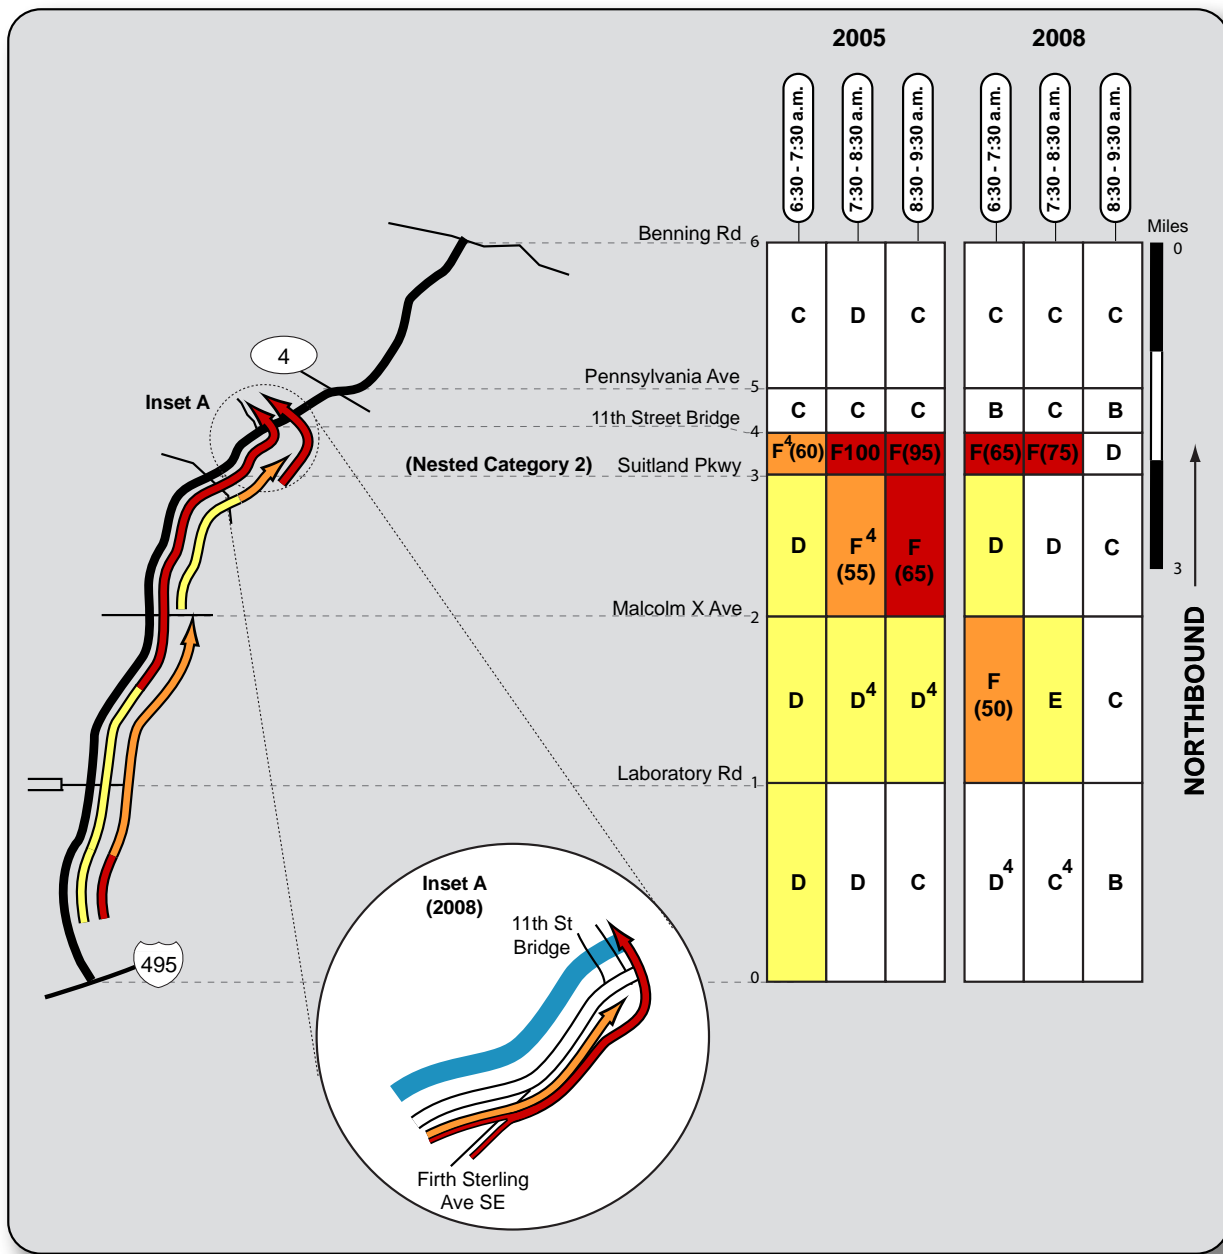 2005
2008
6:30 - 7:30 a.m.
7:30 - 8:30 a.m.
8:30 - 9:30 a.m.
6:30 - 7:30 a.m.
7:30 - 8:30 a.m.
8:30 - 9:30 a.m.
Miles
Benning Rd
6
0
C
D
C
C
C
C
4
Pennsylvania Ave
5
Inset A
11th Street Bridge
C
C
C
B
C
B
4
(Nested Category 2)
Suitland Pkwy
F4(60)
F100
F(95)
F(65)
F(75)
D
3
D
F4
(55)
F
(65)
D
D
C
3
Malcolm X Ave
2
NORTHBOUND
D
D4
D4
F
(50)
E
C
Laboratory Rd
1
D
D
C
D4
C4
B
495
0
Inset A
(2008)
11th St
Bridge
Firth Sterling
Ave SE